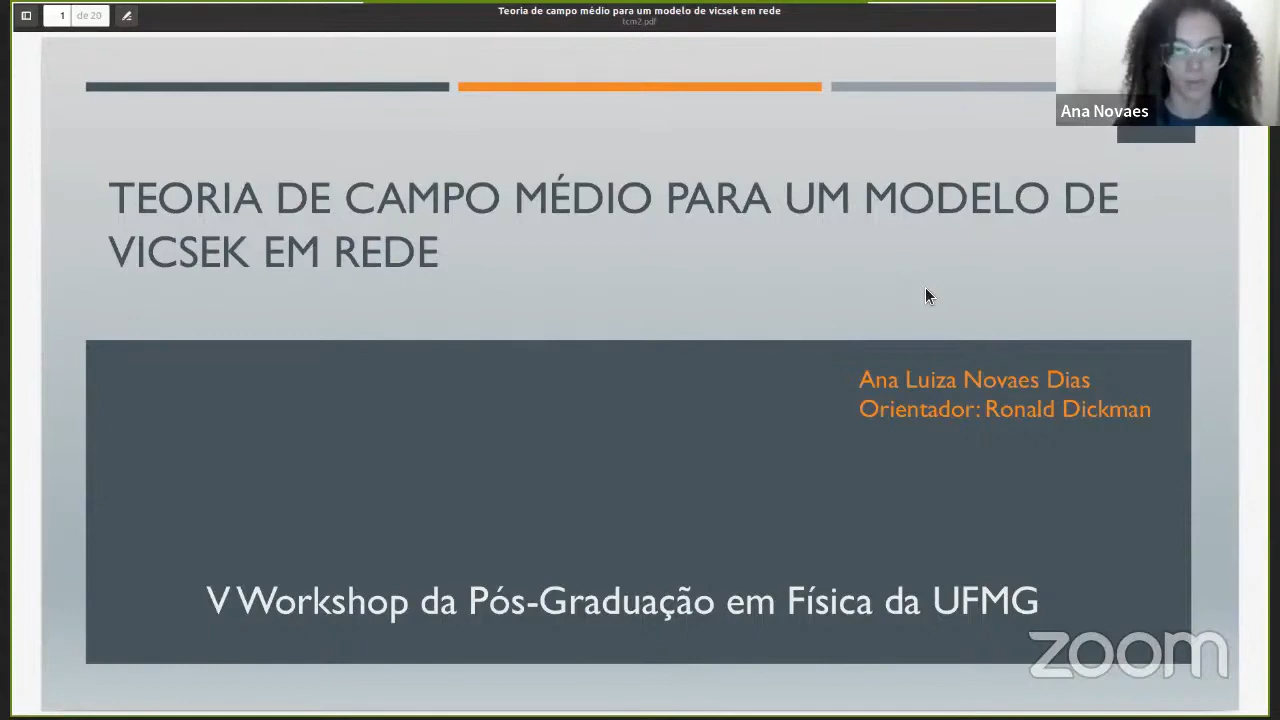 1 de 20
Teoria de campo médio para um modelo de vicsek em rede
tcm2.pdf
Ana Novaes
TEORIA DE CAMPO MÉDIO PARA UM MODELO DE
VICSEK EM REDE
Ana Luiza Novaes Dias
Orientador: Ronald Dickman
V Workshop da Pós-Graduação em Física da UFMG
zoom